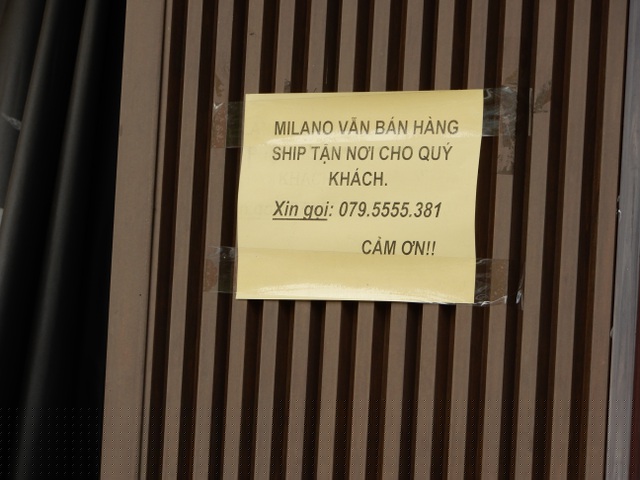 MILANO VẪN BÁN HÀNG
SHIP TẬN NƠI CHO QUÝ
KHÁCH.
Xin gọi: 079.5555.381
CẢM ƠN!!